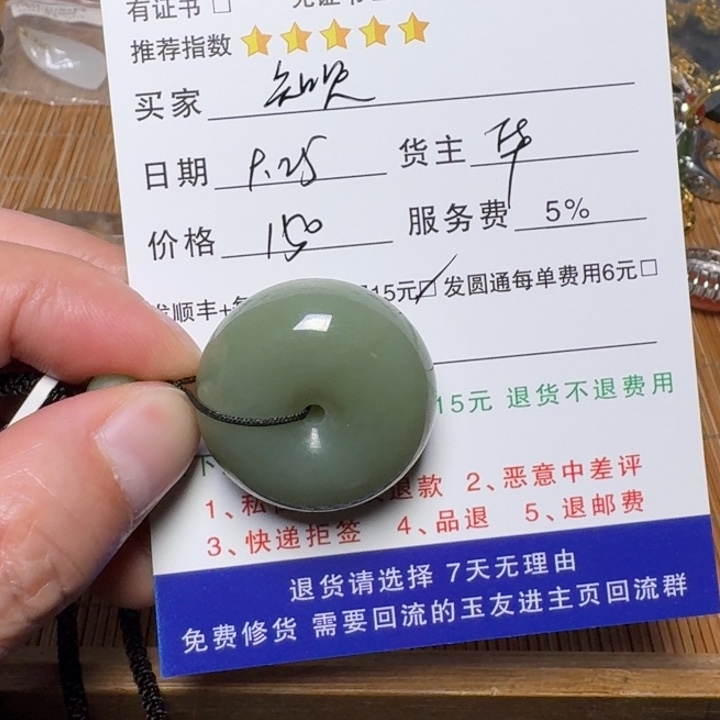 有证书 □
推荐指数
买家
日期 9.25 货主 华
价格 150 服务费 5%
15元☑ 发圆通每单费用6元□
15元 退货不退费用
1、私 退款 2、恶意中差评
3、快递拒签 4、品退 5、退邮费
退货请选择 7天无理由
免费修货 需要回流的玉友进主页回流群